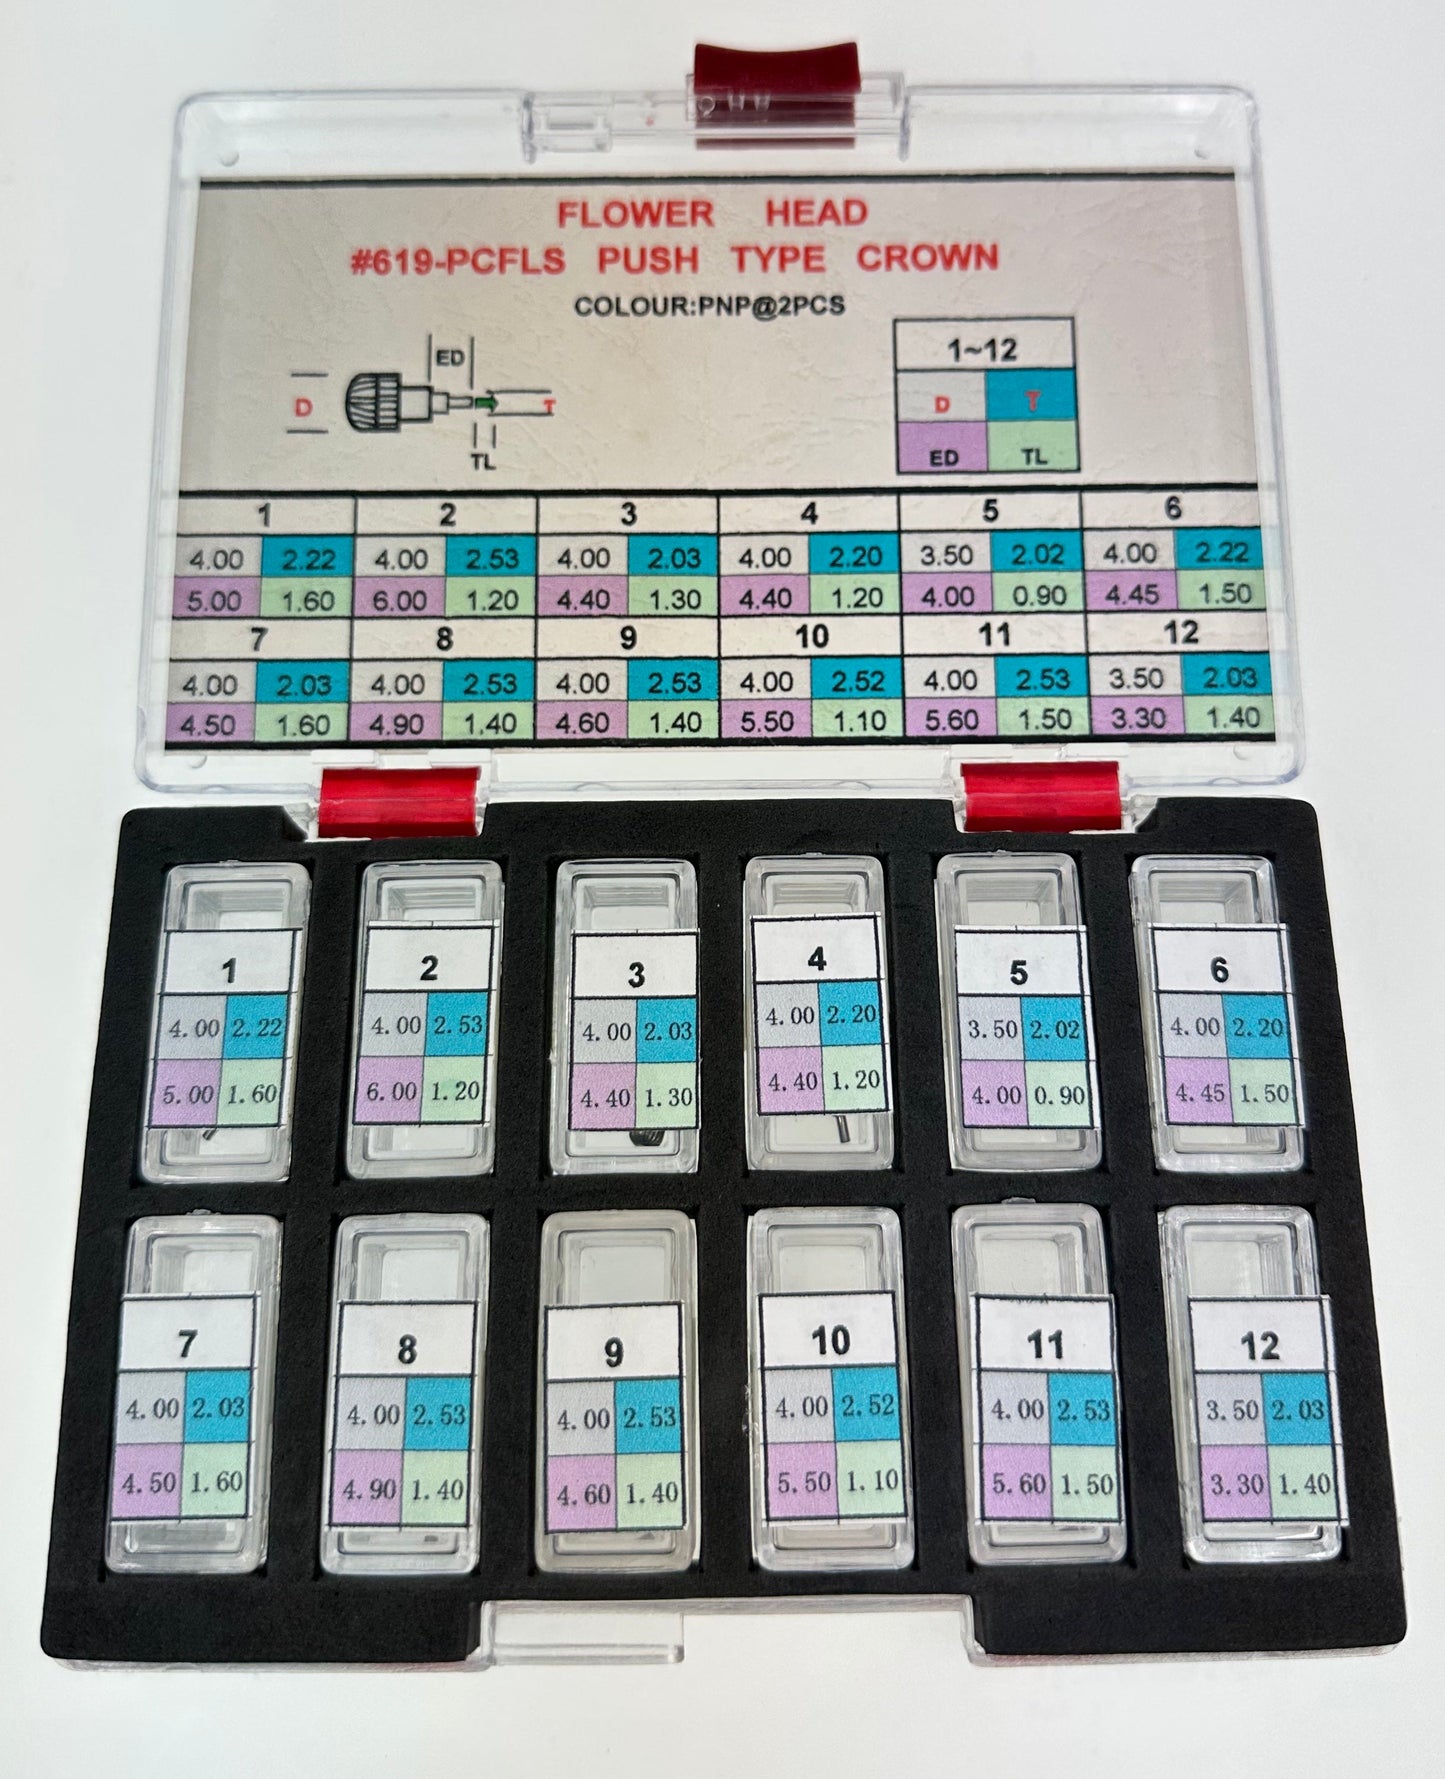 FLOWER HEAD
#619-PCFLS PUSH TYPE CROWN
COLOUR:PNP@2PCS
ED
D
T
TL
1~12
D T
ED TL
1 2 3 4 5 6
4.00 2.22 4.00 2.53 4.00 2.03 4.00 2.20 3.50 2.02 4.00 2.22
5.00 1.60 6.00 1.20 4.40 1.30 4.40 1.20 4.00 0.90 4.45 1.50
7 8 9 10 11 12
4.00 2.03 4.00 2.53 4.00 2.53 4.00 2.52 4.00 2.53 3.50 2.03
4.50 1.60 4.90 1.40 4.60 1.40 5.50 1.10 5.60 1.50 3.30 1.40
1
4.00 2.22
5.00 1.60
2
4.00 2.53
6.00 1.20
3
4.00 2.03
4.40 1.30
4
4.00 2.20
4.40 1.20
5
3.50 2.02
4.00 0.90
6
4.00 2.20
4.45 1.50
7
4.00 2.03
4.50 1.60
8
4.00 2.53
4.90 1.40
9
4.00 2.53
4.60 1.40
10
4.00 2.52
5.50 1.10
11
4.00 2.53
5.60 1.50
12
3.50 2.03
3.30 1.40